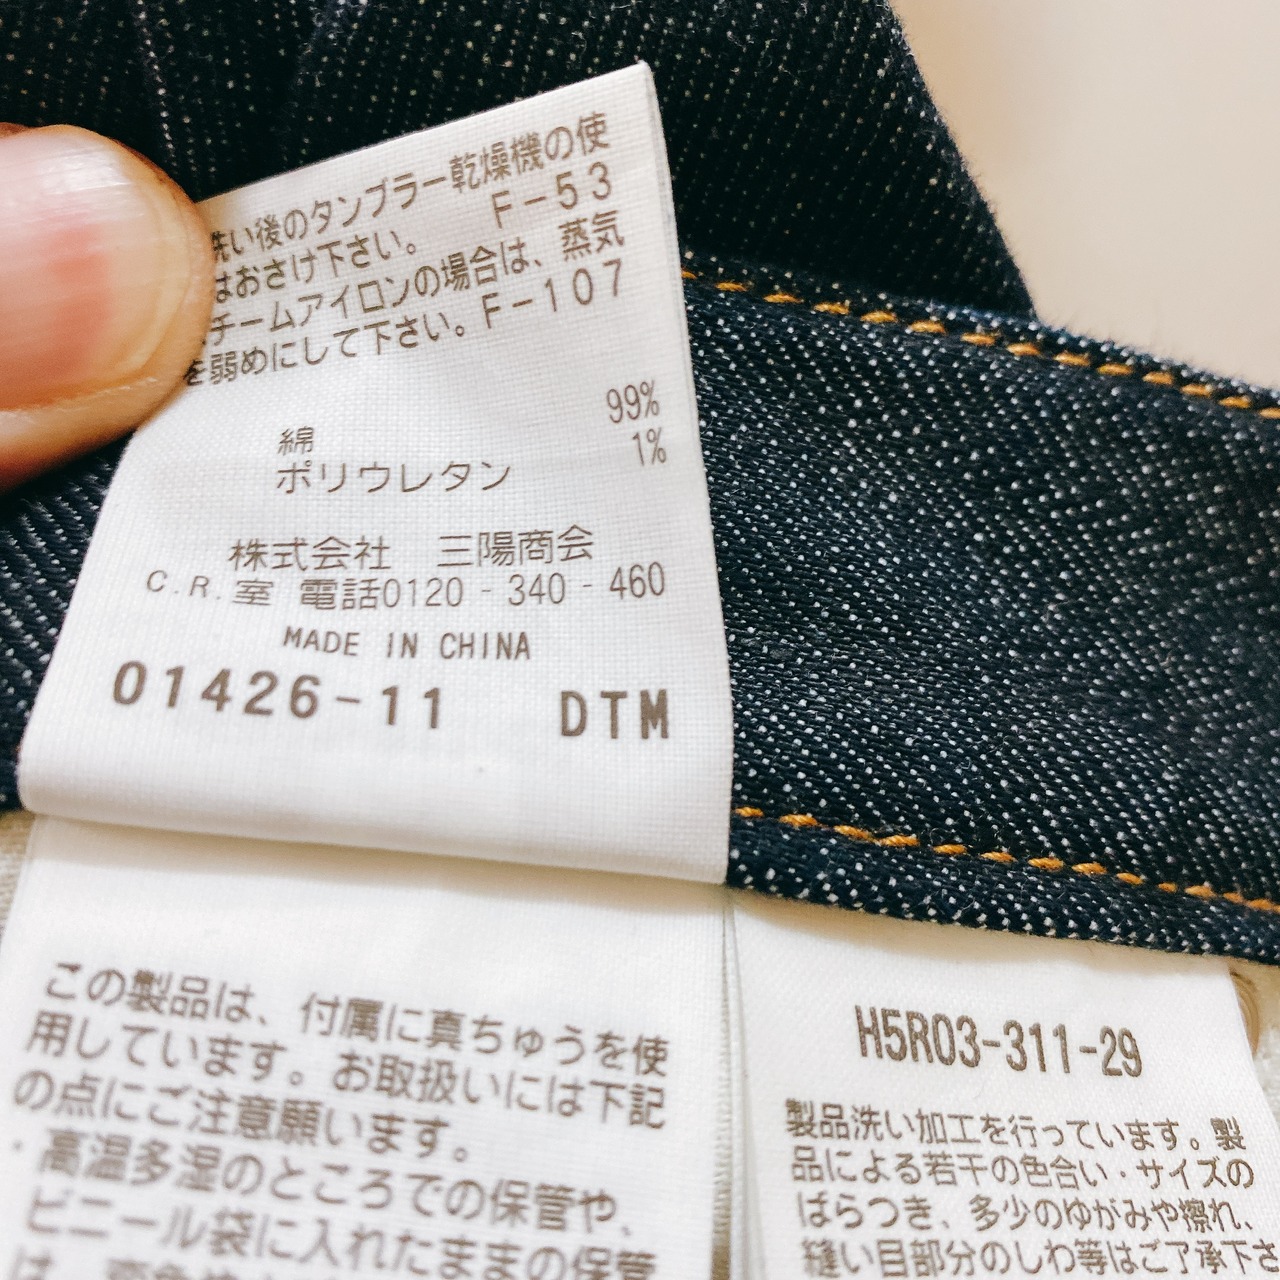 洗い後のタンブラー乾燥機の使
はおさけ下さい。 F-53
チームアイロンの場合は、蒸気
を弱めにして下さい。F-107
綿 99%
ポリウレタン 1%
株式会社 三陽商会
C.R.室 電話0120-340-460
MADE IN CHINA
01426-11 DTM
この製品は、付属に真ちゅうを使
用しています。お取扱いには下記
の点にご注意願います。
・高温多湿のところでの保管や、
ビニール袋に入れたままの保管
は、
H5R03-311-29
製品洗い加工を行っています。製
品による若干の色合い・サイズの
ばらつき、多少のゆがみや擦れ、
縫い目部分のしわ等はご了承下さ